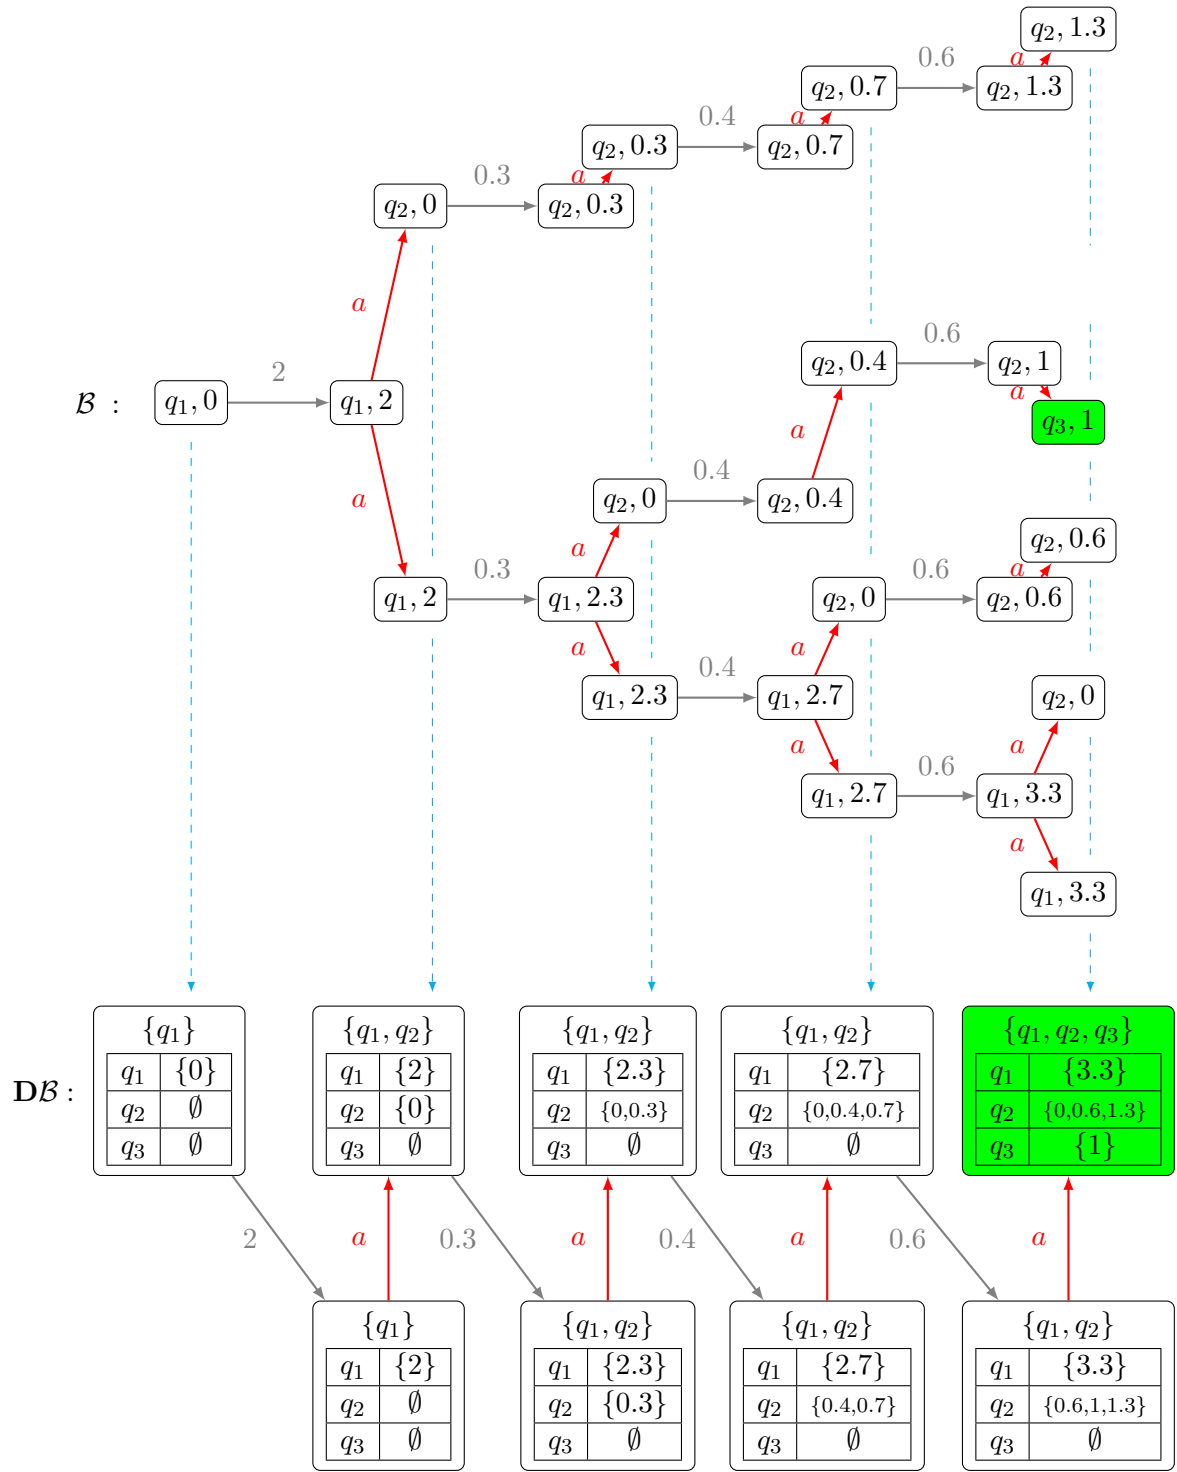 q₂, 1.3
0.6
a
q₂, 0.7
q₂, 1.3
0.4
a
q₂, 0.3
q₂, 0.7
0.3
a
q₂, 0
q₂, 0.3
a
0.6
q₂, 0.4
q₂, 1
2
a
ℬ :
q₁, 0
q₁, 2
q₃, 1
a
0.4
a
q₂, 0
q₂, 0.4
q₂, 0.6
a
0.3
a
0.6
a
q₁, 2
q₁, 2.3
q₂, 0
q₂, 0.6
a
0.4
a
q₁, 2.3
q₁, 2.7
q₂, 0
a
0.6
a
q₁, 2.7
q₁, 3.3
a
q₁, 3.3
{q₁} {q₁, q₂} {q₁, q₂} {q₁, q₂} {q₁, q₂, q₃}
q₁ {0} q₁ {2} q₁ {2.3} q₁ {2.7} q₁ {3.3}
Dℬ :
q₂ ∅ q₂ {0} q₂ {0,0.3} q₂ {0,0.4,0.7} q₂ {0,0.6,1.3}
q₃ ∅ q₃ ∅ q₃ ∅ q₃ ∅ q₃ {1}
2 a 0.3 a 0.4 a 0.6 a
{q₁} {q₁, q₂} {q₁, q₂} {q₁, q₂}
q₁ {2} q₁ {2.3} q₁ {2.7} q₁ {3.3}
q₂ ∅ q₂ {0.3} q₂ {0.4,0.7} q₂ {0.6,1,1.3}
q₃ ∅ q₃ ∅ q₃ ∅ q₃ ∅